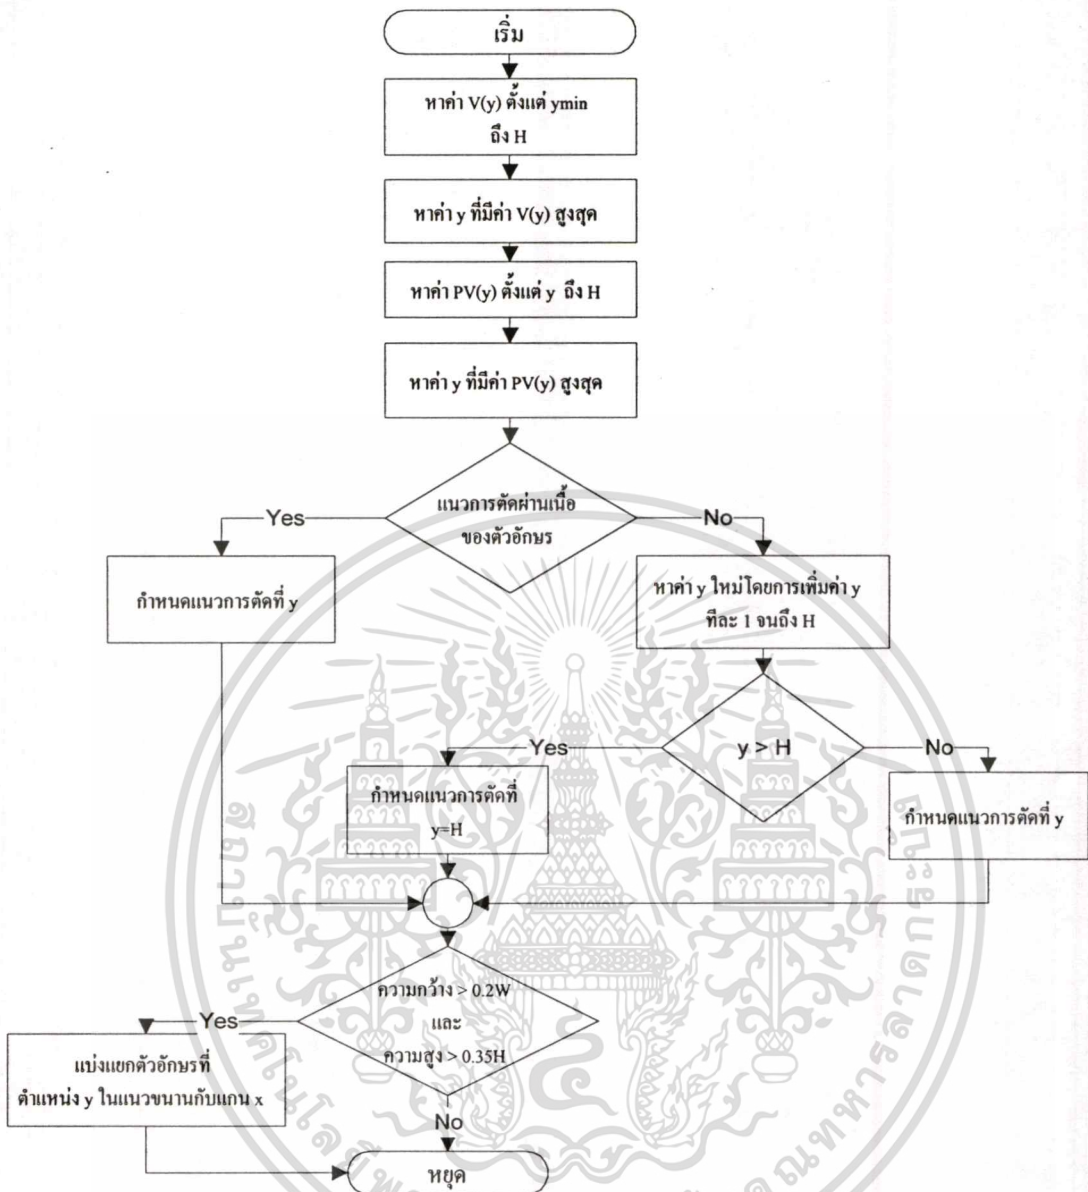 เริ่ม
หาค่า V(y) ตั้งแต่ ymin
ถึง H
หาค่า y ที่มีค่า V(y) สูงสุด
หาค่า PV(y) ตั้งแต่ y ถึง H
หาค่า y ที่มีค่า PV(y) สูงสุด
แนวการตัดผ่านเนื้อ
ของตัวอักษร
Yes
No
กำหนดแนวการตัดที่ y
หาค่า y ใหม่โดยการเพิ่มค่า y
ทีละ 1 จนถึง H
y > H
Yes
No
กำหนดแนวการตัดที่
y=H
กำหนดแนวการตัดที่ y
ความกว้าง > 0.2W
และ
ความสูง > 0.35H
Yes
No
แบ่งแยกตัวอักษรที่
ตำแหน่ง y ในแนวขนานกับแกน x
หยุด